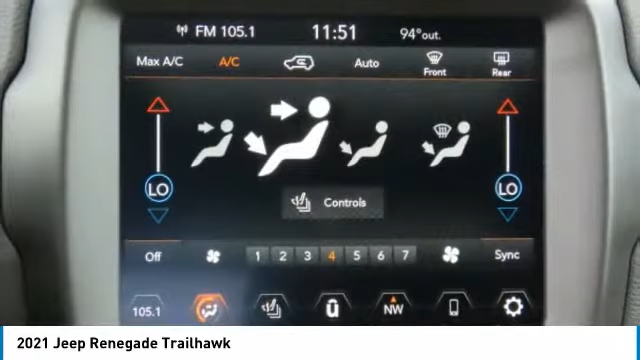 FM 105.1 11:51 94°out.
Max A/C A/C Auto Front Rear
LO LO
Controls
Off 1 2 3 4 5 6 7 Sync
105.1 NW
2021 Jeep Renegade Trailhawk